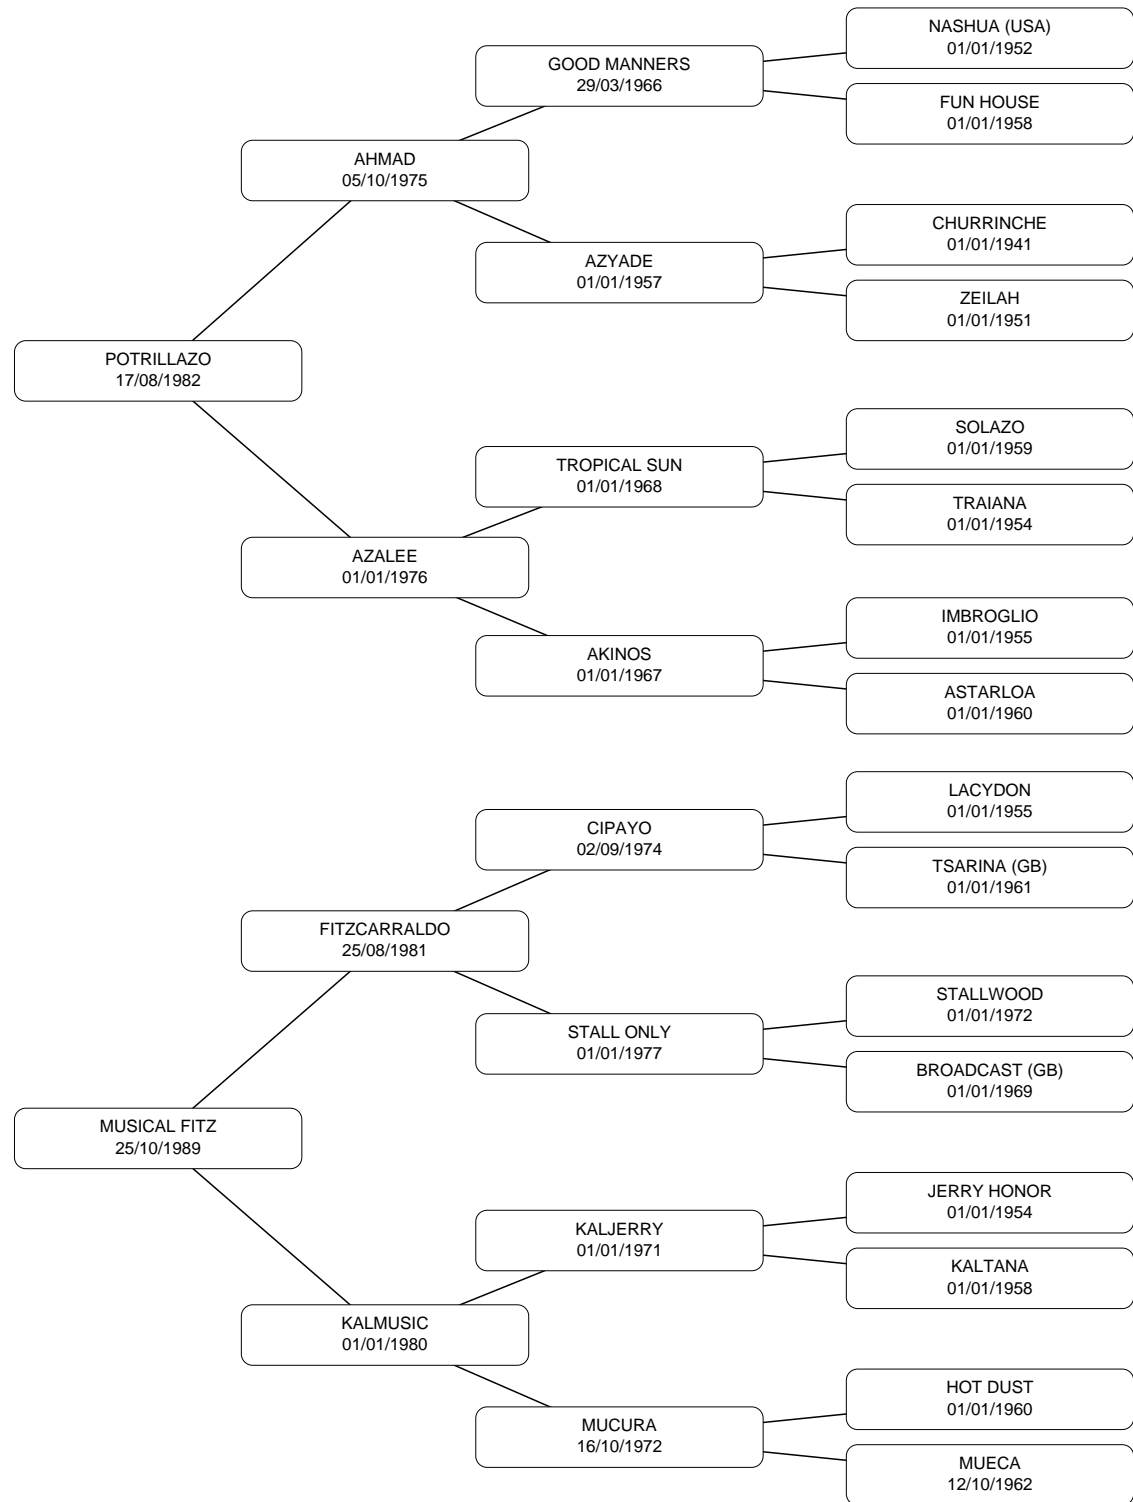 NASHUA (USA)
01/01/1952
GOOD MANNERS
29/03/1966
FUN HOUSE
01/01/1958
AHMAD
05/10/1975
CHURRINCHE
01/01/1941
AZYADE
01/01/1957
ZEILAH
01/01/1951
POTRILLAZO
17/08/1982
SOLAZO
01/01/1959
TROPICAL SUN
01/01/1968
TRAIANA
01/01/1954
AZALEE
01/01/1976
IMBROGLIO
01/01/1955
AKINOS
01/01/1967
ASTARLOA
01/01/1960
LACYDON
01/01/1955
CIPAYO
02/09/1974
TSARINA (GB)
01/01/1961
FITZCARRALDO
25/08/1981
STALLWOOD
01/01/1972
STALL ONLY
01/01/1977
BROADCAST (GB)
01/01/1969
MUSICAL FITZ
25/10/1989
JERRY HONOR
01/01/1954
KALJERRY
01/01/1971
KALTANA
01/01/1958
KALMUSIC
01/01/1980
HOT DUST
01/01/1960
MUCURA
16/10/1972
MUECA
12/10/1962